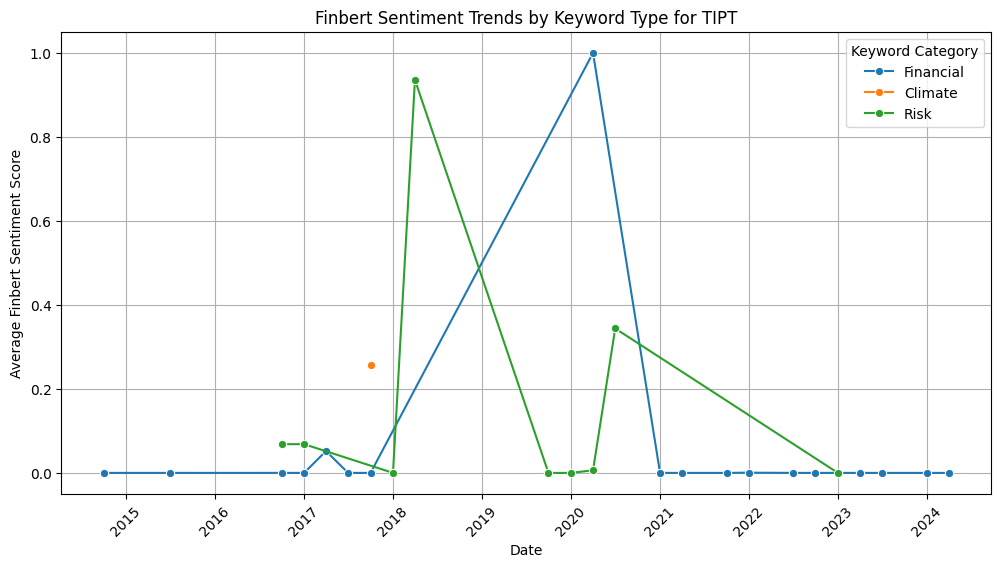 Finbert Sentiment Trends by Keyword Type for TIPT
Keyword Category
Financial
Climate
Risk
Average Finbert Sentiment Score
1.0
0.8
0.6
0.4
0.2
0.0
2015
2016
2017
2018
2019
2020
2021
2022
2023
2024
Date